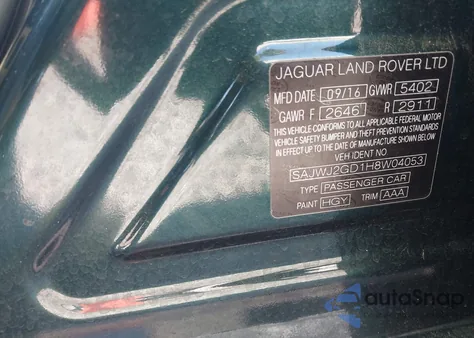 JAGUAR LAND ROVER LTD
MFD DATE 09/16 GVWR 5402
GAWR F 2646 R 2911
THIS VEHICLE CONFORMS TO ALL APPLICABLE FEDERAL MOTOR
VEHICLE SAFETY BUMPER AND THEFT PREVENTION STANDARDS
IN EFFECT ON THE DATE OF MANUFACTURE SHOWN BELOW
VEH IDENT NO
SAJWJ2GD1H8W04053
TYPE PASSENGER CAR
PAINT HGY TRIM AAA
autoSnap